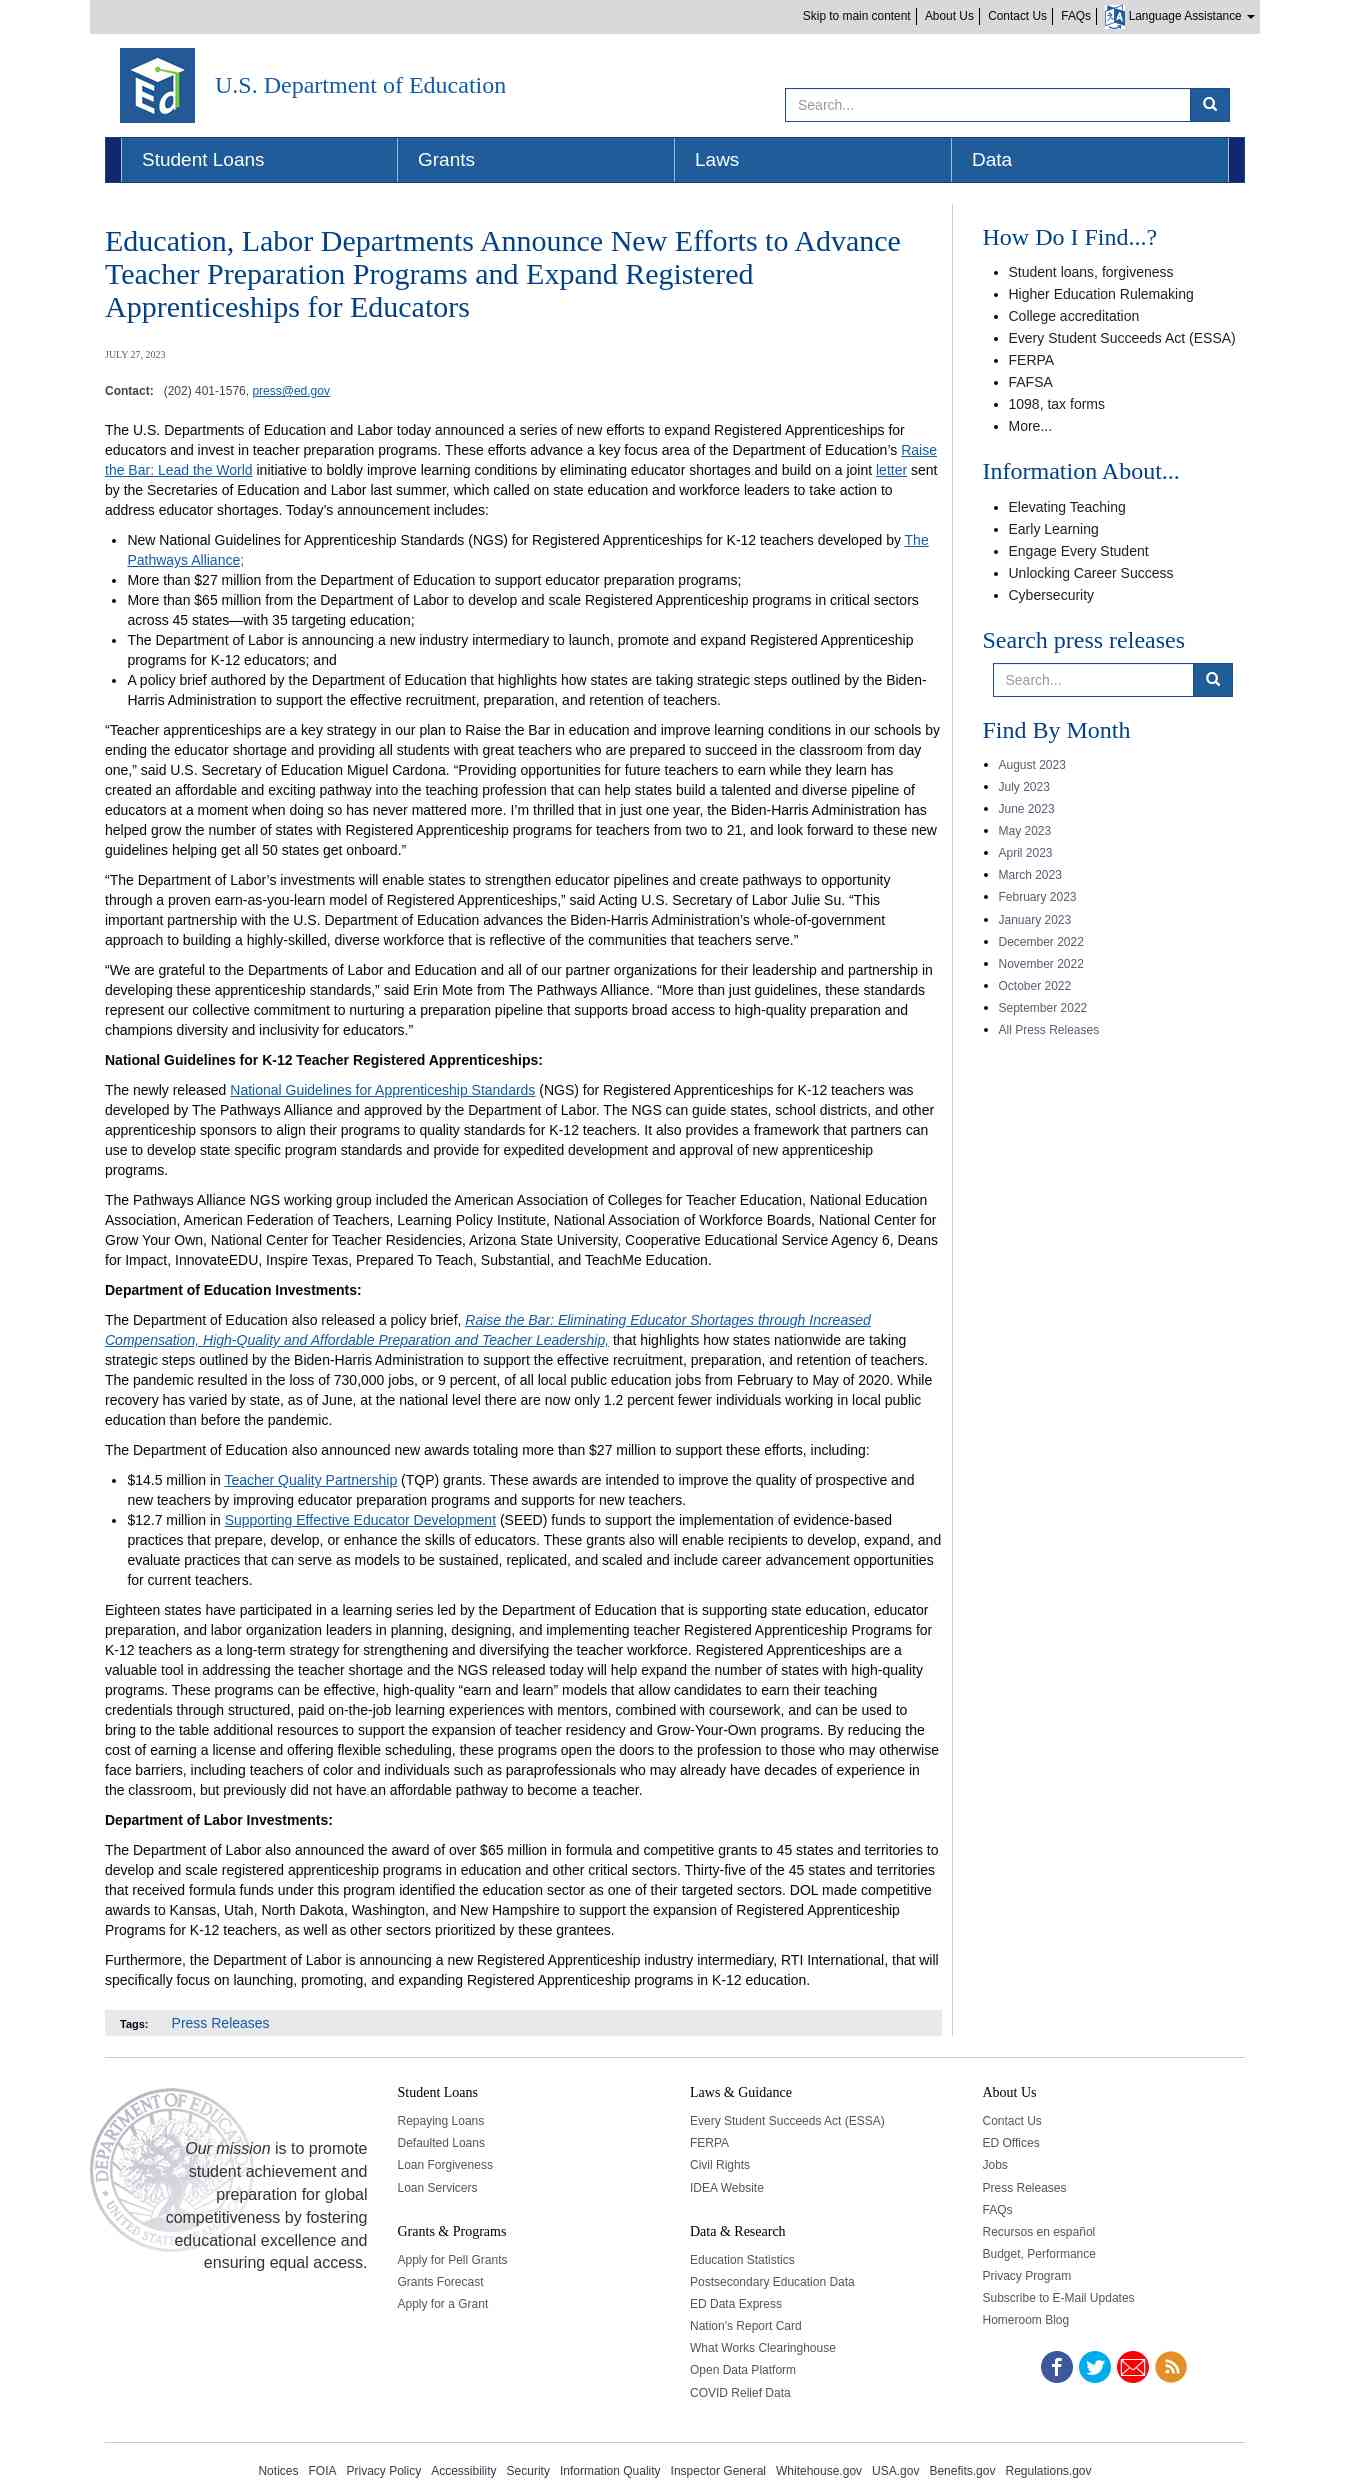 Skip to main content
About Us
Contact Us
FAQs
Language Assistance
Ed
U.S. Department of Education
Search...
Student Loans
Grants
Laws
Data
Education, Labor Departments Announce New Efforts to Advance
Teacher Preparation Programs and Expand Registered
Apprenticeships for Educators
JULY 27, 2023
Contact: (202) 401-1576, press@ed.gov
The U.S. Departments of Education and Labor today announced a series of new efforts to expand Registered Apprenticeships for
educators and invest in teacher preparation programs. These efforts advance a key focus area of the Department of Education’s Raise
the Bar: Lead the World initiative to boldly improve learning conditions by eliminating educator shortages and build on a joint letter sent
by the Secretaries of Education and Labor last summer, which called on state education and workforce leaders to take action to
address educator shortages. Today's announcement includes:
New National Guidelines for Apprenticeship Standards (NGS) for Registered Apprenticeships for K-12 teachers developed by The
Pathways Alliance;
More than $27 million from the Department of Education to support educator preparation programs;
More than $65 million from the Department of Labor to develop and scale Registered Apprenticeship programs in critical sectors
across 45 states—with 35 targeting education;
The Department of Labor is announcing a new industry intermediary to launch, promote and expand Registered Apprenticeship
programs for K-12 educators; and
A policy brief authored by the Department of Education that highlights how states are taking strategic steps outlined by the Biden-
Harris Administration to support the effective recruitment, preparation, and retention of teachers.
“Teacher apprenticeships are a key strategy in our plan to Raise the Bar in education and improve learning conditions in our schools by
ending the educator shortage and providing all students with great teachers who are prepared to succeed in the classroom from day
one,” said U.S. Secretary of Education Miguel Cardona. “Providing opportunities for future teachers to earn while they learn has
created an affordable and exciting pathway into the teaching profession that can help states build a talented and diverse pipeline of
educators at a moment when doing so has never mattered more. I’m thrilled that in just one year, the Biden-Harris Administration has
helped grow the number of states with Registered Apprenticeship programs for teachers from two to 21, and look forward to these new
guidelines helping get all 50 states get onboard.”
“The Department of Labor’s investments will enable states to strengthen educator pipelines and create pathways to opportunity
through a proven earn-as-you-learn model of Registered Apprenticeships,” said Acting U.S. Secretary of Labor Julie Su. “This
important partnership with the U.S. Department of Education advances the Biden-Harris Administration’s whole-of-government
approach to building a highly-skilled, diverse workforce that is reflective of the communities that teachers serve.”
“We are grateful to the Departments of Labor and Education and all of our partner organizations for their leadership and partnership in
developing these apprenticeship standards,” said Erin Mote from The Pathways Alliance. “More than just guidelines, these standards
represent our collective commitment to nurturing a preparation pipeline that supports broad access to high-quality preparation and
champions diversity and inclusivity for educators.”
National Guidelines for K-12 Teacher Registered Apprenticeships:
The newly released National Guidelines for Apprenticeship Standards (NGS) for Registered Apprenticeships for K-12 teachers was
developed by The Pathways Alliance and approved by the Department of Labor. The NGS can guide states, school districts, and other
apprenticeship sponsors to align their programs to quality standards for K-12 teachers. It also provides a framework that partners can
use to develop state specific program standards and provide for expedited development and approval of new apprenticeship
programs.
The Pathways Alliance NGS working group included the American Association of Colleges for Teacher Education, National Education
Association, American Federation of Teachers, Learning Policy Institute, National Association of Workforce Boards, National Center for
Grow Your Own, National Center for Teacher Residencies, Arizona State University, Cooperative Educational Service Agency 6, Deans
for Impact, InnovateEDU, Inspire Texas, Prepared To Teach, Substantial, and TeachMe Education.
Department of Education Investments:
The Department of Education also released a policy brief, Raise the Bar: Eliminating Educator Shortages through Increased
Compensation, High-Quality and Affordable Preparation and Teacher Leadership, that highlights how states nationwide are taking
strategic steps outlined by the Biden-Harris Administration to support the effective recruitment, preparation, and retention of teachers.
The pandemic resulted in the loss of 730,000 jobs, or 9 percent, of all local public education jobs from February to May of 2020. While
recovery has varied by state, as of June, at the national level there are now only 1.2 percent fewer individuals working in local public
education than before the pandemic.
The Department of Education also announced new awards totaling more than $27 million to support these efforts, including:
$14.5 million in Teacher Quality Partnership (TQP) grants. These awards are intended to improve the quality of prospective and
new teachers by improving educator preparation programs and supports for new teachers.
$12.7 million in Supporting Effective Educator Development (SEED) funds to support the implementation of evidence-based
practices that prepare, develop, or enhance the skills of educators. These grants also will enable recipients to develop, expand, and
evaluate practices that can serve as models to be sustained, replicated, and scaled and include career advancement opportunities
for current teachers.
Eighteen states have participated in a learning series led by the Department of Education that is supporting state education, educator
preparation, and labor organization leaders in planning, designing, and implementing teacher Registered Apprenticeship Programs for
K-12 teachers as a long-term strategy for strengthening and diversifying the teacher workforce. Registered Apprenticeships are a
valuable tool in addressing the teacher shortage and the NGS released today will help expand the number of states with high-quality
programs. These programs can be effective, high-quality “earn and learn” models that allow candidates to earn their teaching
credentials through structured, paid on-the-job learning experiences with mentors, combined with coursework, and can be used to
bring to the table additional resources to support the expansion of teacher residency and Grow-Your-Own programs. By reducing the
cost of earning a license and offering flexible scheduling, these programs open the doors to the profession to those who may otherwise
face barriers, including teachers of color and individuals such as paraprofessionals who may already have decades of experience in
the classroom, but previously did not have an affordable pathway to become a teacher.
Department of Labor Investments:
The Department of Labor also announced the award of over $65 million in formula and competitive grants to 45 states and territories to
develop and scale registered apprenticeship programs in education and other critical sectors. Thirty-five of the 45 states and territories
that received formula funds under this program identified the education sector as one of their targeted sectors. DOL made competitive
awards to Kansas, Utah, North Dakota, Washington, and New Hampshire to support the expansion of Registered Apprenticeship
Programs for K-12 teachers, as well as other sectors prioritized by these grantees.
Furthermore, the Department of Labor is announcing a new Registered Apprenticeship industry intermediary, RTI International, that will
specifically focus on launching, promoting, and expanding Registered Apprenticeship programs in K-12 education.
Tags: Press Releases
How Do I Find...?
Student loans, forgiveness
Higher Education Rulemaking
College accreditation
Every Student Succeeds Act (ESSA)
FERPA
FAFSA
1098, tax forms
More...
Information About...
Elevating Teaching
Early Learning
Engage Every Student
Unlocking Career Success
Cybersecurity
Search press releases
Search...
Find By Month
August 2023
July 2023
June 2023
May 2023
April 2023
March 2023
February 2023
January 2023
December 2022
November 2022
October 2022
September 2022
All Press Releases
DEPARTMENT OF EDUCATION
Our mission is to promote
student achievement and
preparation for global
competitiveness by fostering
educational excellence and
ensuring equal access.
Student Loans
Repaying Loans
Defaulted Loans
Loan Forgiveness
Loan Servicers
Grants & Programs
Apply for Pell Grants
Grants Forecast
Apply for a Grant
Laws & Guidance
Every Student Succeeds Act (ESSA)
FERPA
Civil Rights
IDEA Website
Data & Research
Education Statistics
Postsecondary Education Data
ED Data Express
Nation's Report Card
What Works Clearinghouse
Open Data Platform
COVID Relief Data
About Us
Contact Us
ED Offices
Jobs
Press Releases
FAQs
Recursos en español
Budget, Performance
Privacy Program
Subscribe to E-Mail Updates
Homeroom Blog
Notices FOIA Privacy Policy Accessibility Security Information Quality Inspector General Whitehouse.gov USA.gov Benefits.gov Regulations.gov